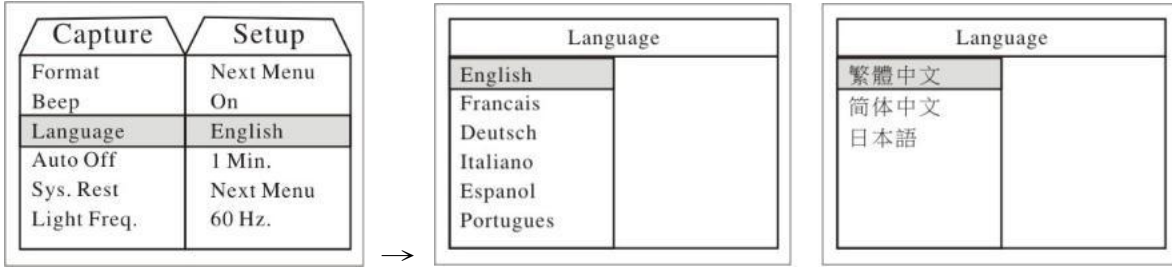 Capture Setup
Format Next Menu
Beep On
Language English
Auto Off 1 Min.
Sys. Rest Next Menu
Light Freq. 60 Hz.
→
Language
English
Francais
Deutsch
Italiano
Espanol
Portugues
Language
繁體中文
简体中文
日本語